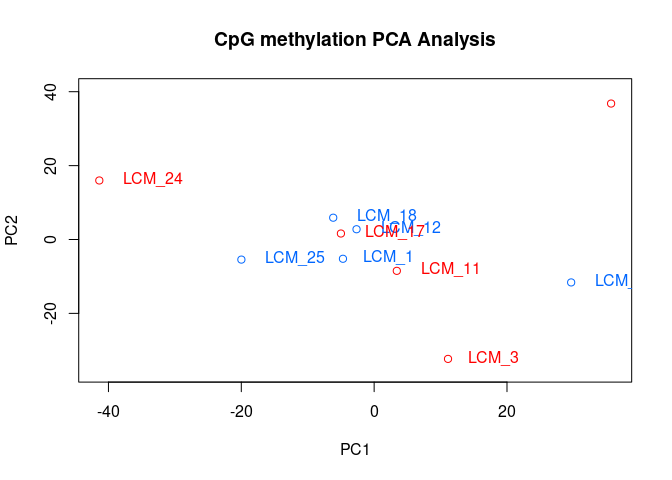 CpG methylation PCA Analysis
PC2
40
20
0
-20
LCM_24
LCM_18
LCM_12
LCM_17
LCM_25
LCM_1
LCM_11
LCM_
LCM_3
-40
-20
0
20
PC1